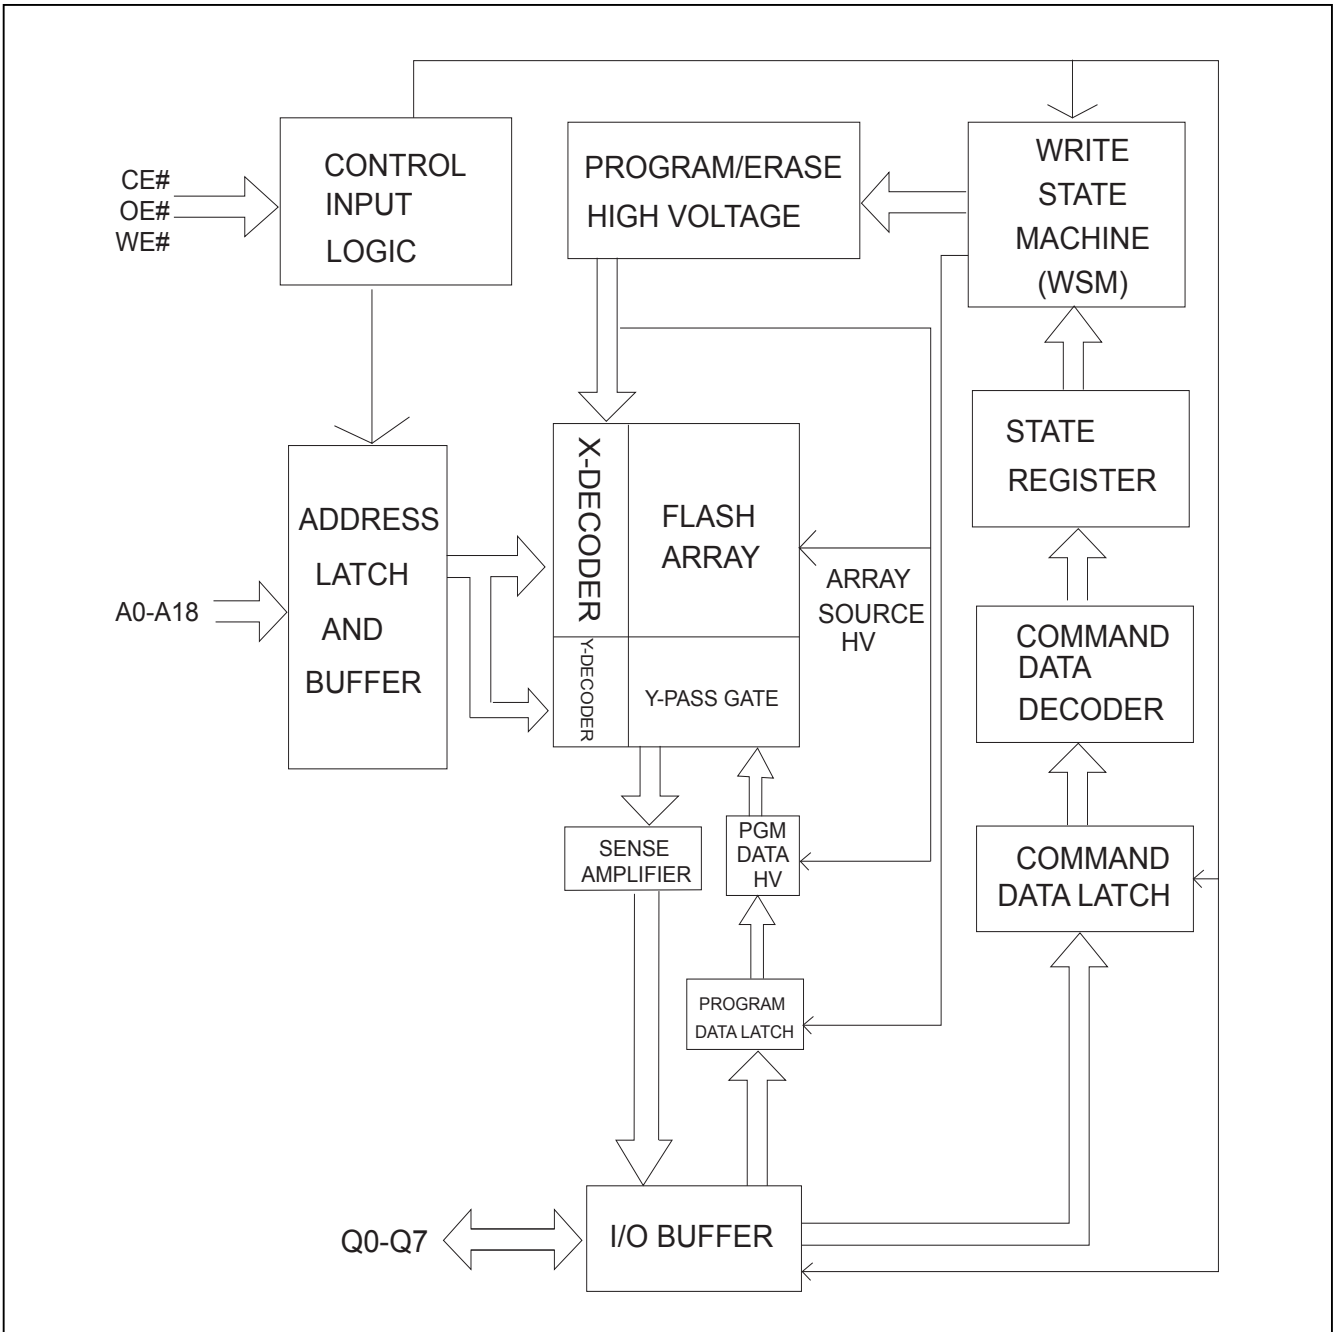 CE#
OE#
WE#
CONTROL
INPUT
LOGIC
PROGRAM/ERASE
HIGH VOLTAGE
WRITE
STATE
MACHINE
(WSM)
STATE
REGISTER
ADDRESS
LATCH
AND
BUFFER
A0-A18
X-DECODER
FLASH
ARRAY
Y-DECODER
Y-PASS GATE
ARRAY
SOURCE
HV
COMMAND
DATA
DECODER
SENSE
AMPLIFIER
PGM
DATA
HV
COMMAND
DATA LATCH
PROGRAM
DATA LATCH
Q0-Q7
I/O BUFFER